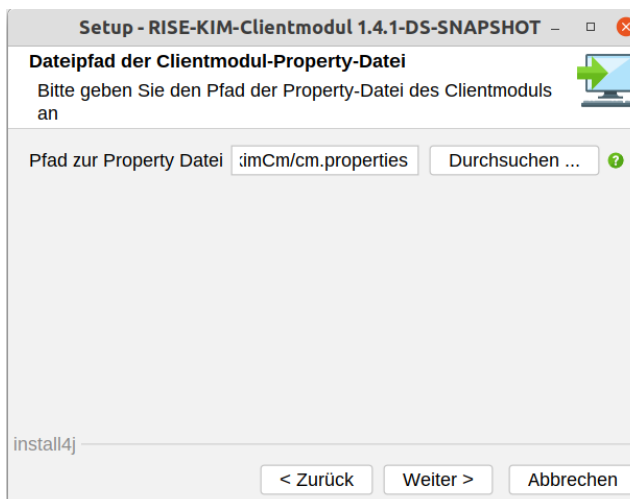 Setup - RISE-KIM-Clientmodul 1.4.1-DS-SNAPSHOT
Dateipfad der Clientmodul-Property-Datei
Bitte geben Sie den Pfad der Property-Datei des Clientmoduls
an
Pfad zur Property Datei imCm/cm.properties Durchsuchen ... ?
install4j
< Zurück Weiter > Abbrechen